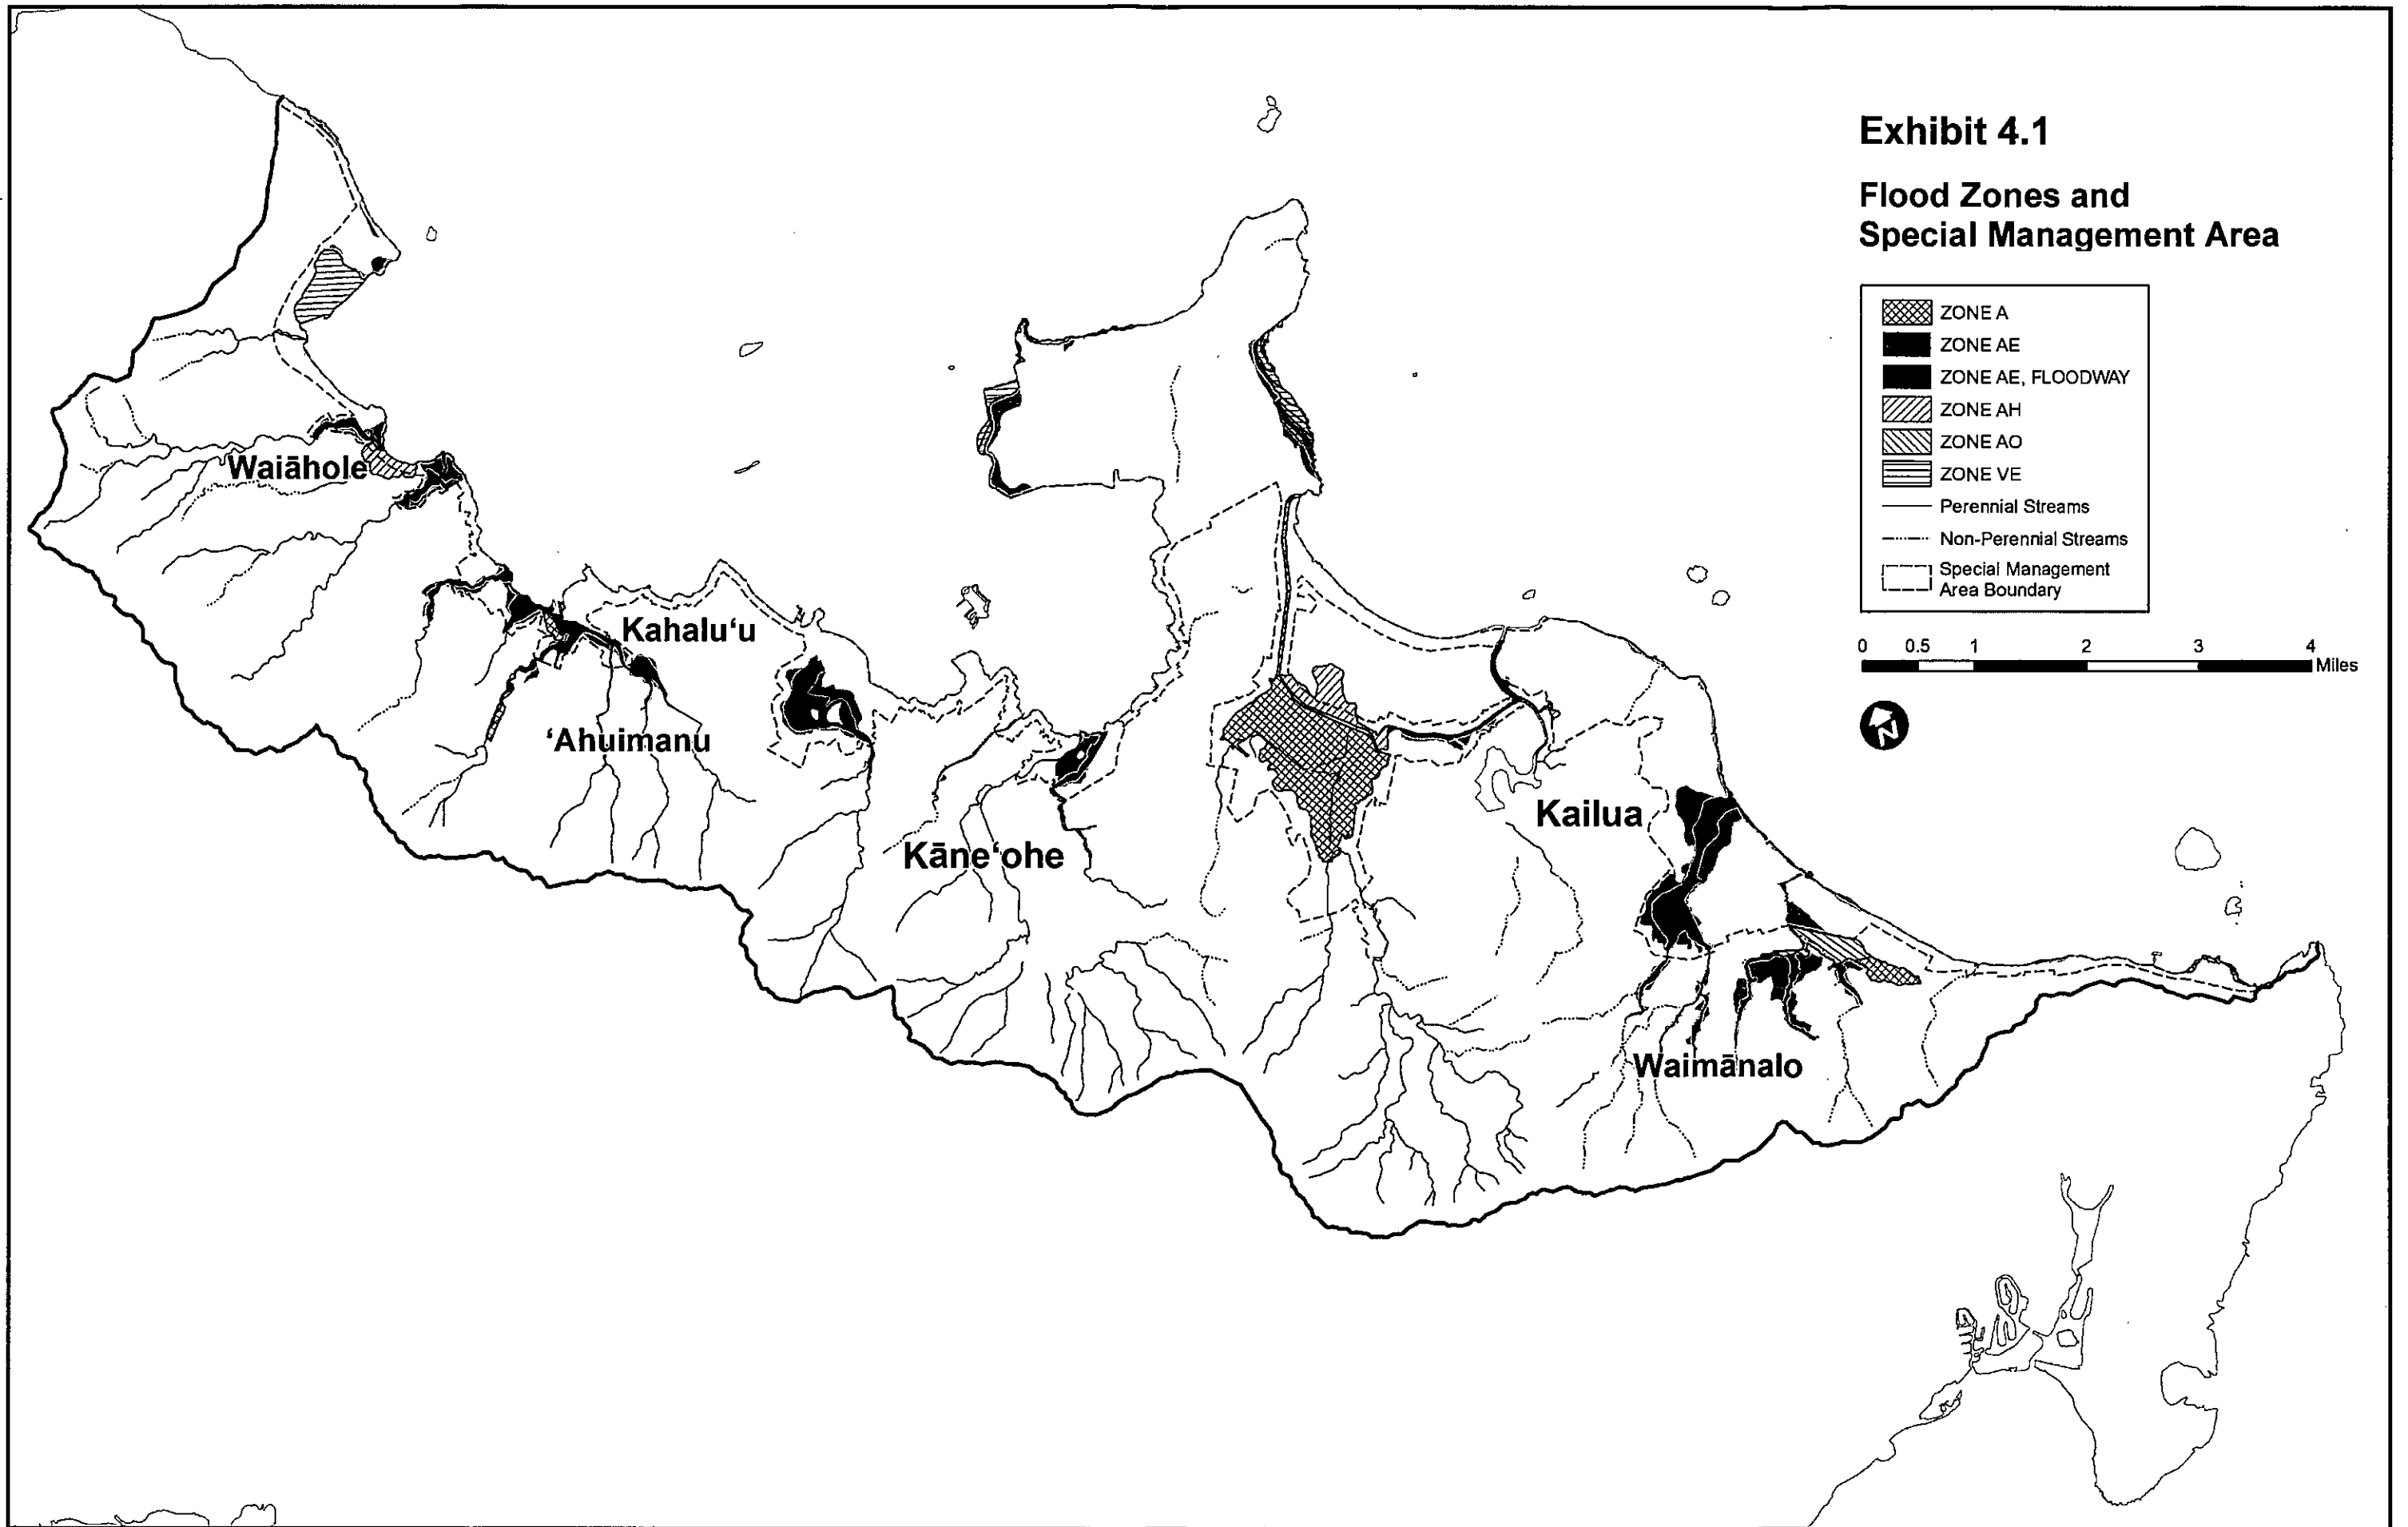 Exhibit 4.1
Flood Zones and
Special Management Area
ZONE A
ZONE AE
ZONE AE, FLOODWAY
ZONE AH
ZONE AO
ZONE VE
Perennial Streams
Non-Perennial Streams
Special Management
Area Boundary
0 0.5 1 2 3 4
Miles
N
Waiāhole
Kahalu‘u
‘Ahuimanu
Kāne‘ohe
Kailua
Waimānalo